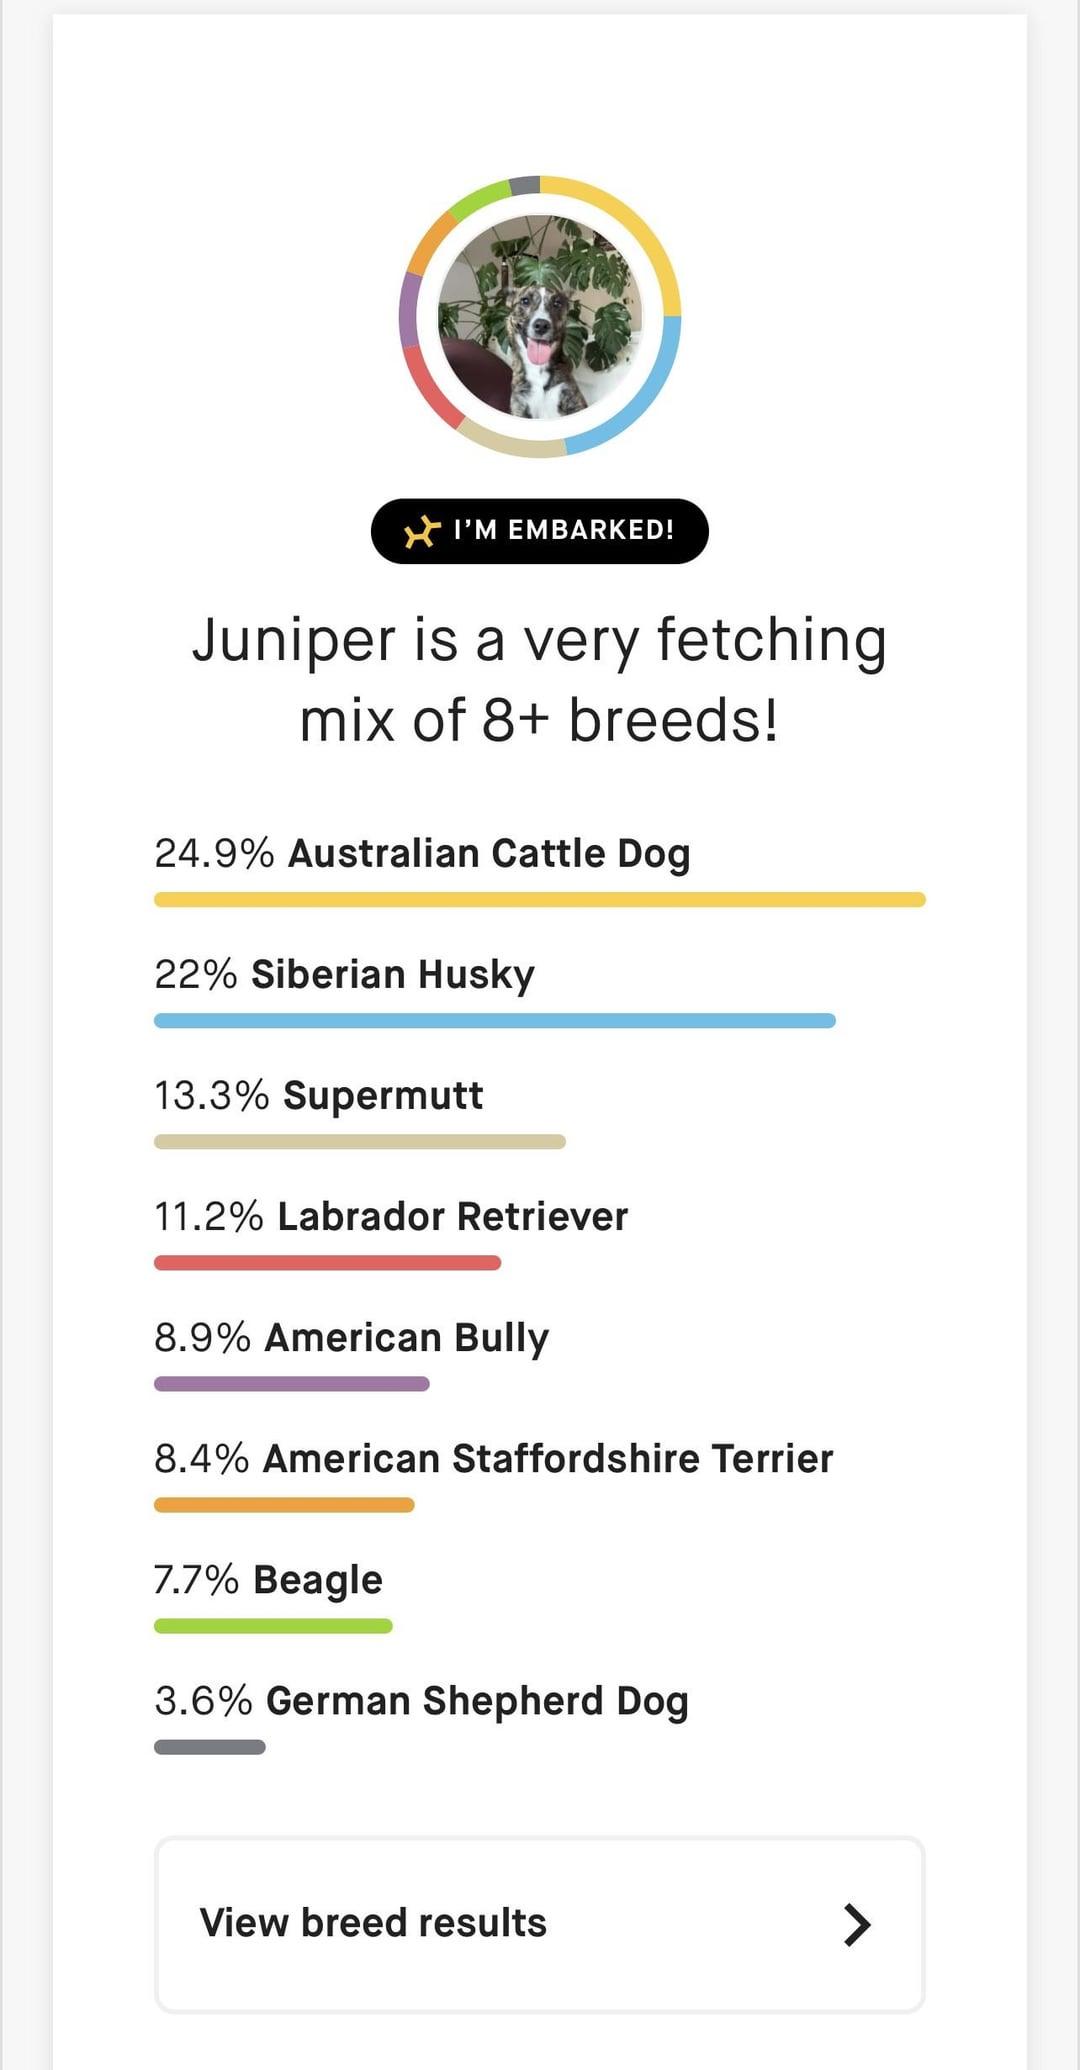 I’M EMBARKED!
Juniper is a very fetching
mix of 8+ breeds!
24.9% Australian Cattle Dog
22% Siberian Husky
13.3% Supermutt
11.2% Labrador Retriever
8.9% American Bully
8.4% American Staffordshire Terrier
7.7% Beagle
3.6% German Shepherd Dog
View breed results